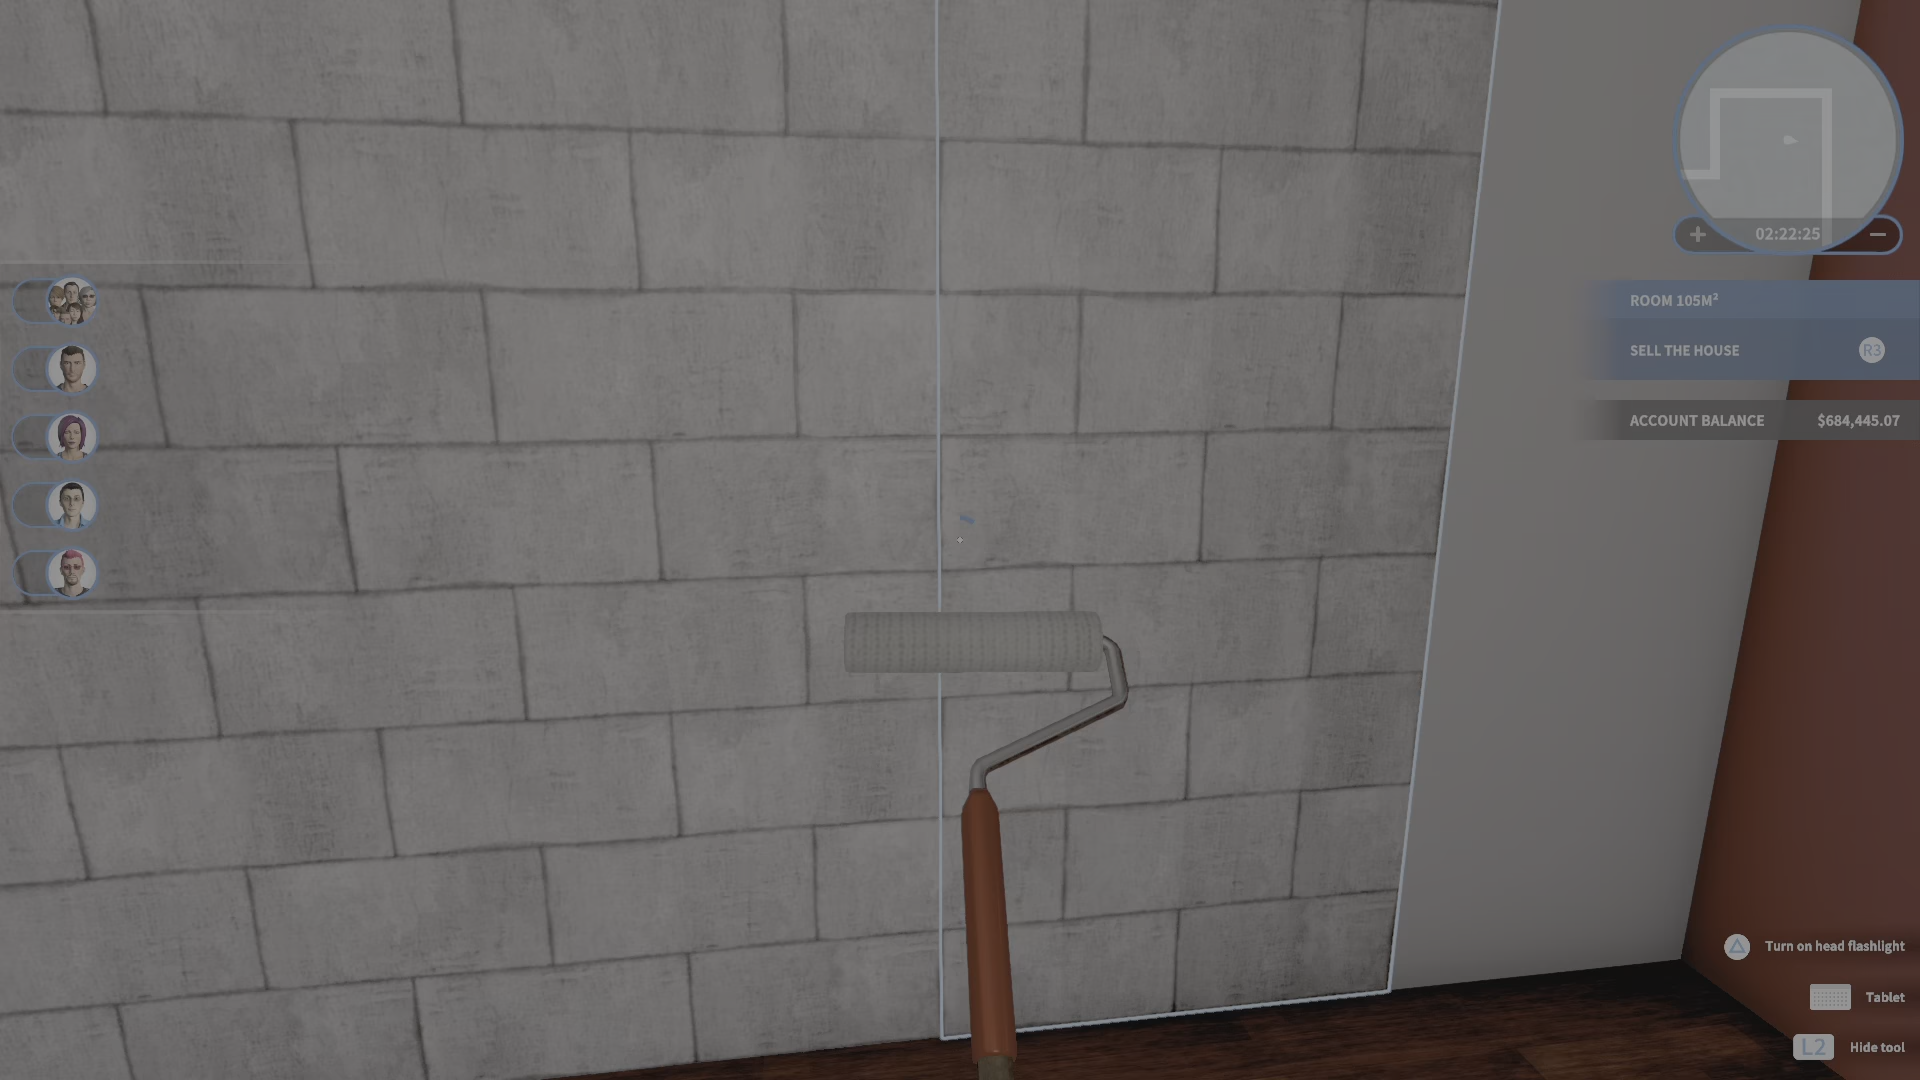 02:22:25
ROOM 105M²
SELL THE HOUSE R3
ACCOUNT BALANCE $684,445.07
Turn on head flashlight
Tablet
L2 Hide tool